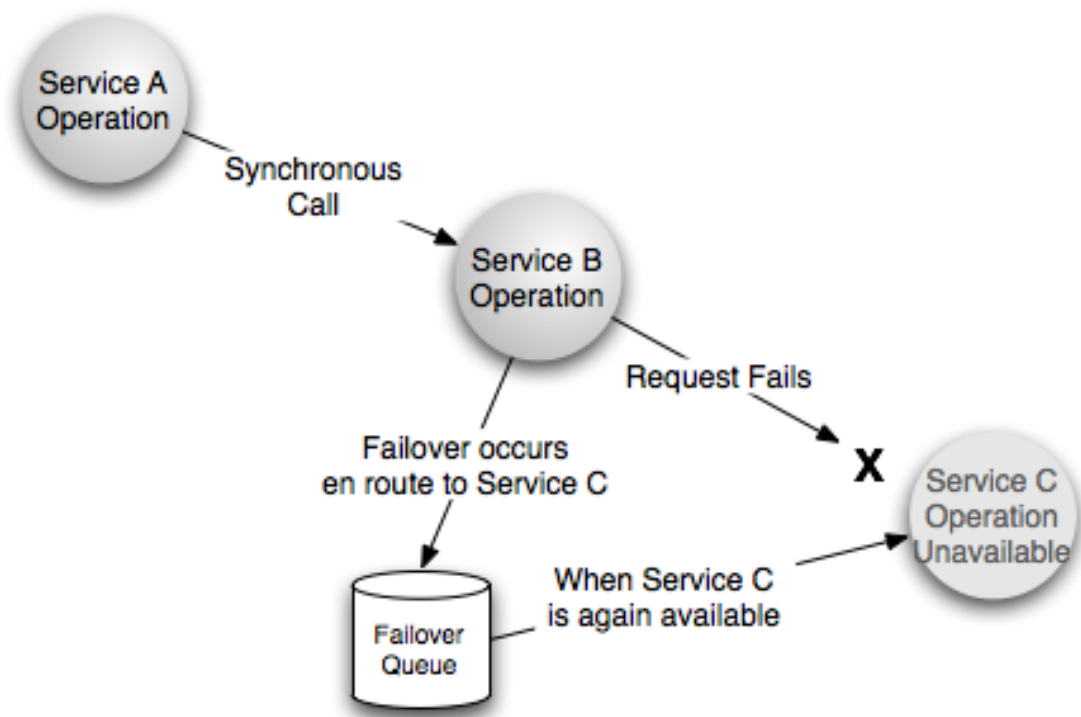 Service A
Operation
Synchronous
Call
Service B
Operation
Request Fails
Failover occurs
en route to Service C
X
Service C
Operation
Unavailable
When Service C
is again available
Failover
Queue